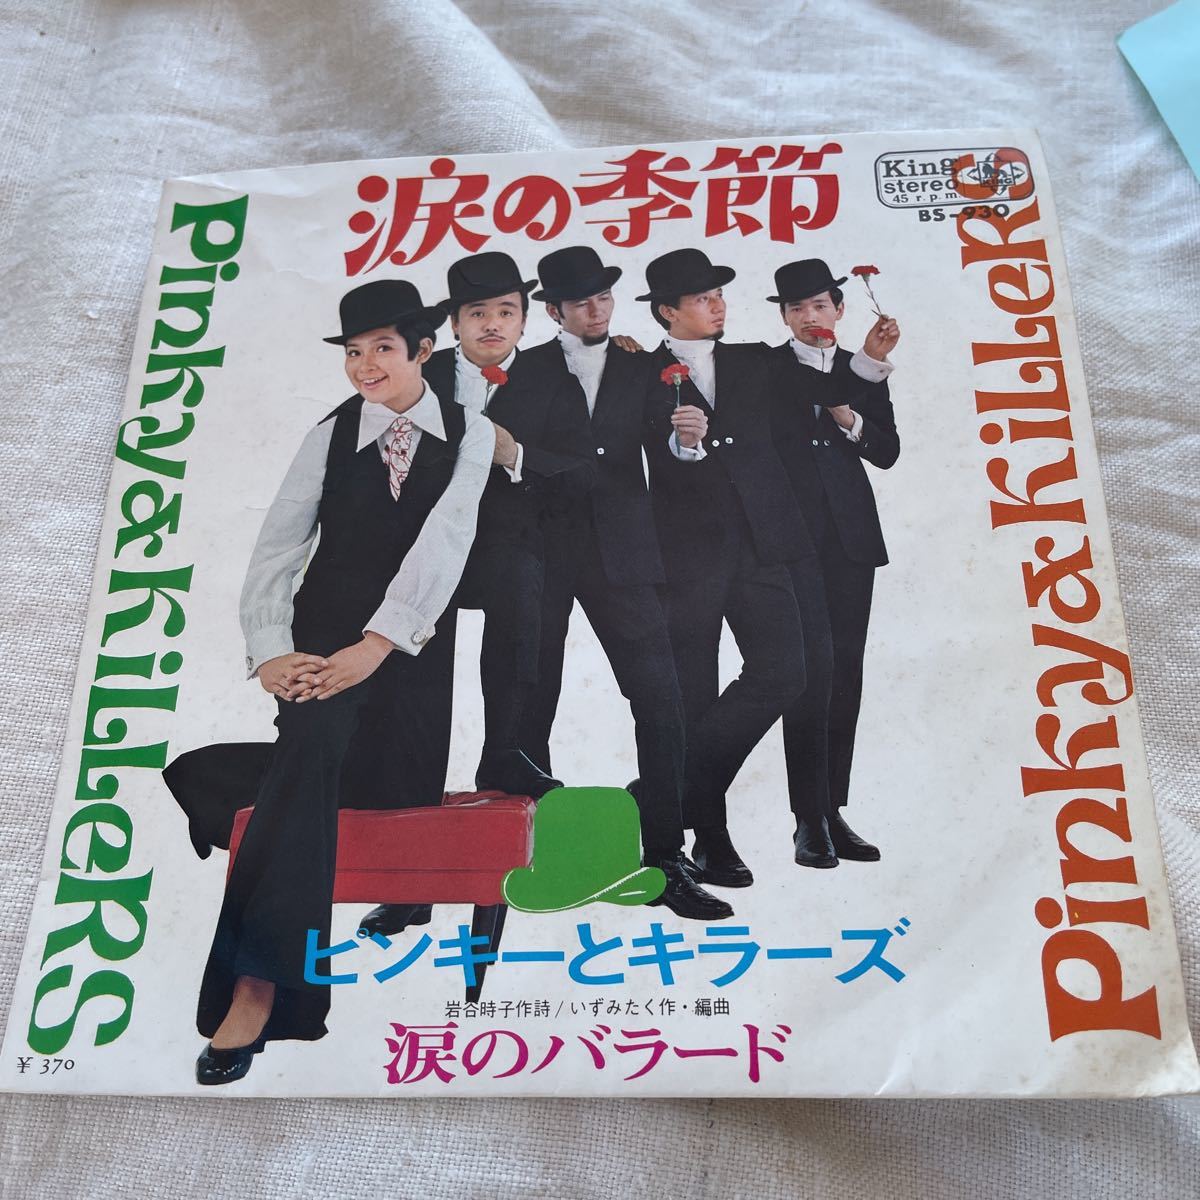 涙の季節
King
stereo
45 r.p.m.
KING
BS-930
Pinky & KiLLeRS
Pinky & KiLLeRS
ピンキーとキラーズ
岩谷時子作詩/いずみたく作・編曲
涙のバラード
¥ 370